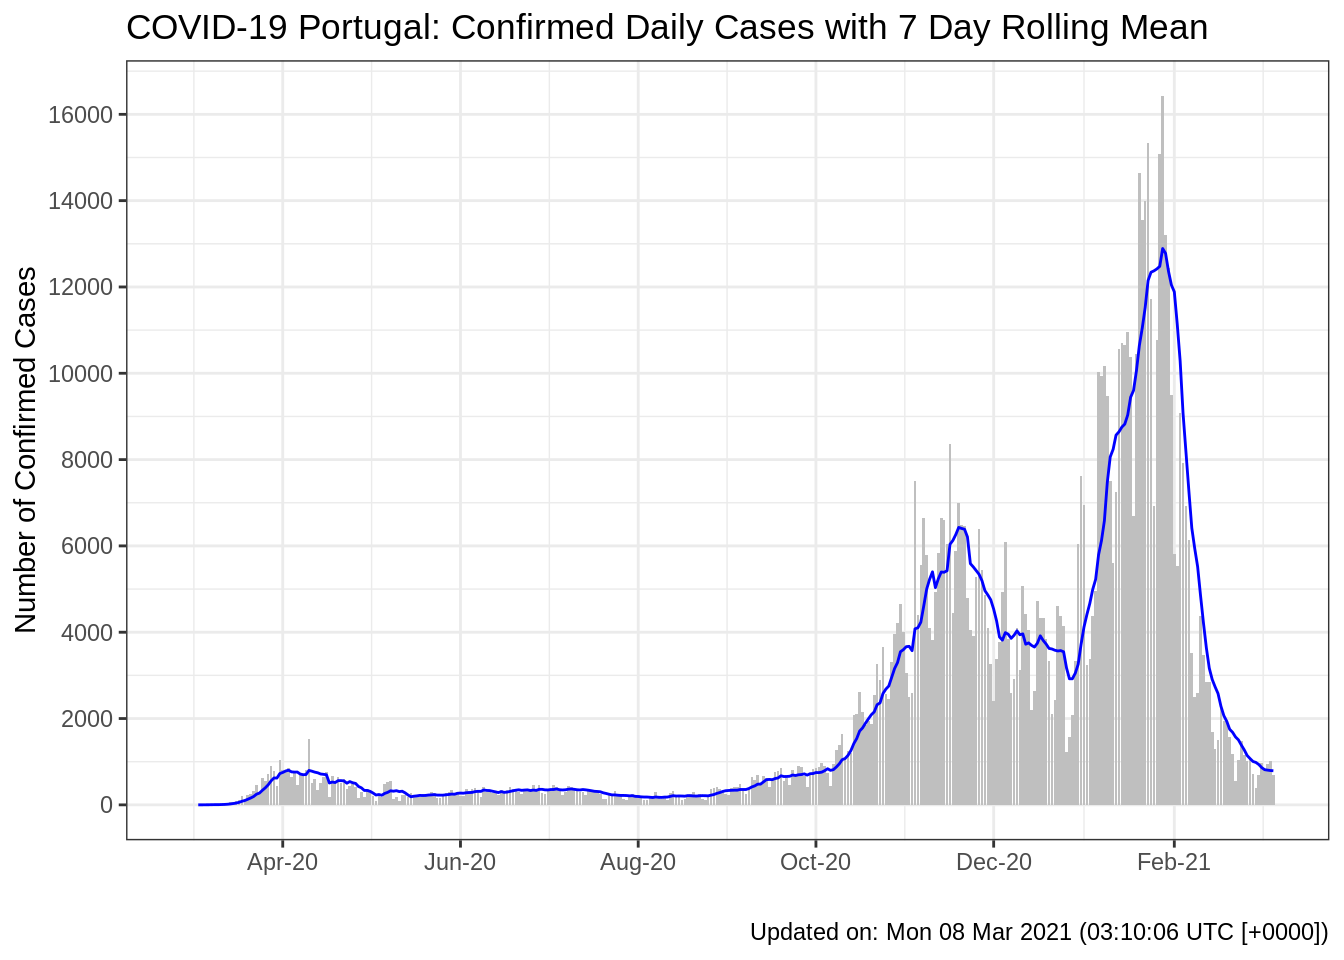 COVID-19 Portugal: Confirmed Daily Cases with 7 Day Rolling Mean
Number of Confirmed Cases
16000
14000
12000
10000
8000
6000
4000
2000
0
Apr-20 Jun-20 Aug-20 Oct-20 Dec-20 Feb-21
Updated on: Mon 08 Mar 2021 (03:10:06 UTC [+0000])